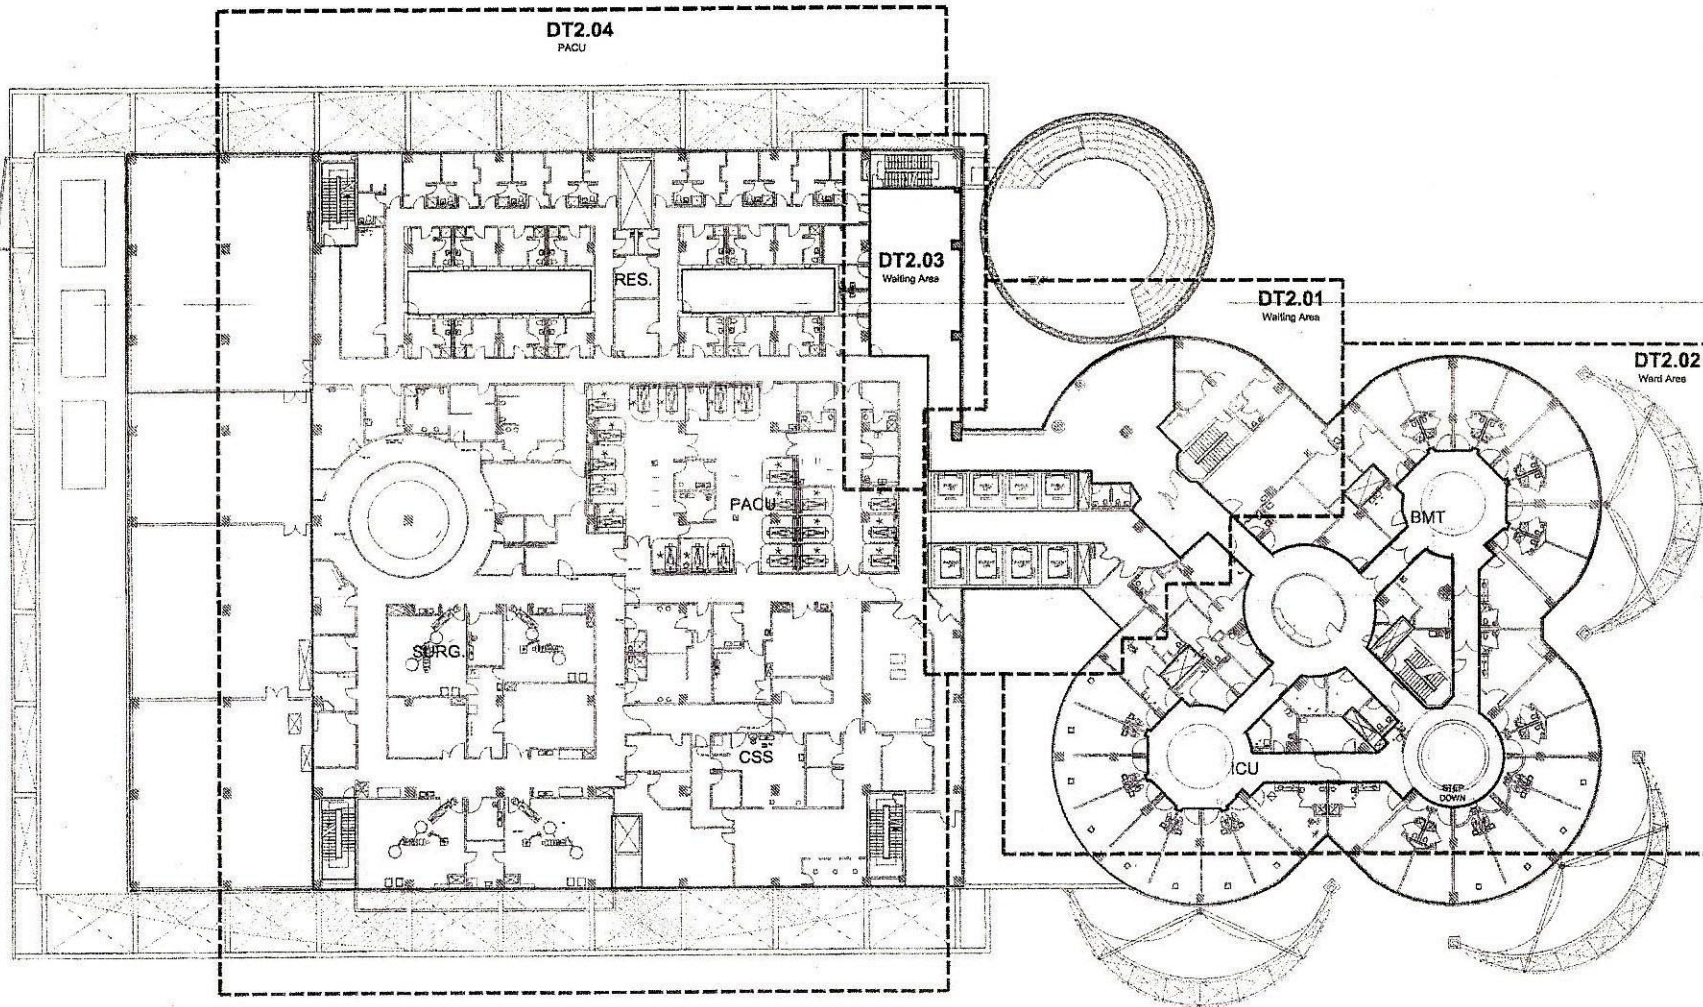 DT2.04
PACU
DT2.03
Waiting Area
RES.
DT2.01
Waiting Area
DT2.02
Ward Area
PACU
BMT
SURG.
CSS
ICU
STEP
DOWN